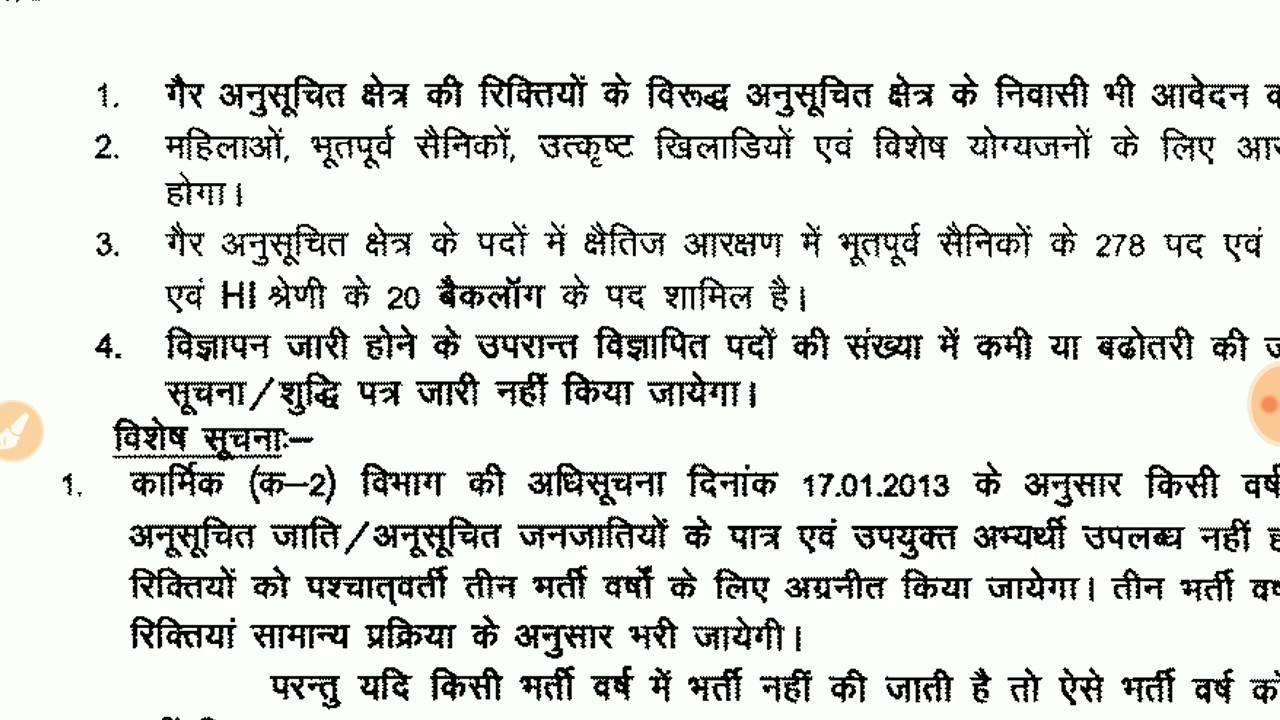 1. गैर अनुसूचित क्षेत्र की रिक्तियों के विरूद्ध अनुसूचित क्षेत्र के निवासी भी आवेदन
2. महिलाओं, भूतपूर्व सैनिकों, उत्कृष्ट खिलाडियों एवं विशेष योग्यजनों के लिए
होगा।
3. गैर अनुसूचित क्षेत्र के पदों में क्षैतिज आरक्षण में भूतपूर्व सैनिकों के 278 पद एवं
एवं HI श्रेणी के 20 बैकलॉग के पद शामिल है।
4. विज्ञापन जारी होने के उपरान्त विज्ञापित पदों की संख्या में कमी या बढोतरी की
सूचना/शुद्धि पत्र जारी नहीं किया जायेगा।
विशेष सूचनाः–
1. कार्मिक (क–2) विभाग की अधिसूचना दिनांक 17.01.2013 के अनुसार किसी वर्ष
अनूसूचित जाति/अनूसूचित जनजातियों के पात्र एवं उपयुक्त अभ्यर्थी उपलब्ध नहीं
रिक्तियों को पश्चात्वर्ती तीन भर्ती वर्षों के लिए अग्रनीत किया जायेगा। तीन भर्ती
रिक्तियां सामान्य प्रक्रिया के अनुसार भरी जायेगी।
परन्तु यदि किसी भर्ती वर्ष में भर्ती नहीं की जाती है तो ऐसे भर्ती वर्ष